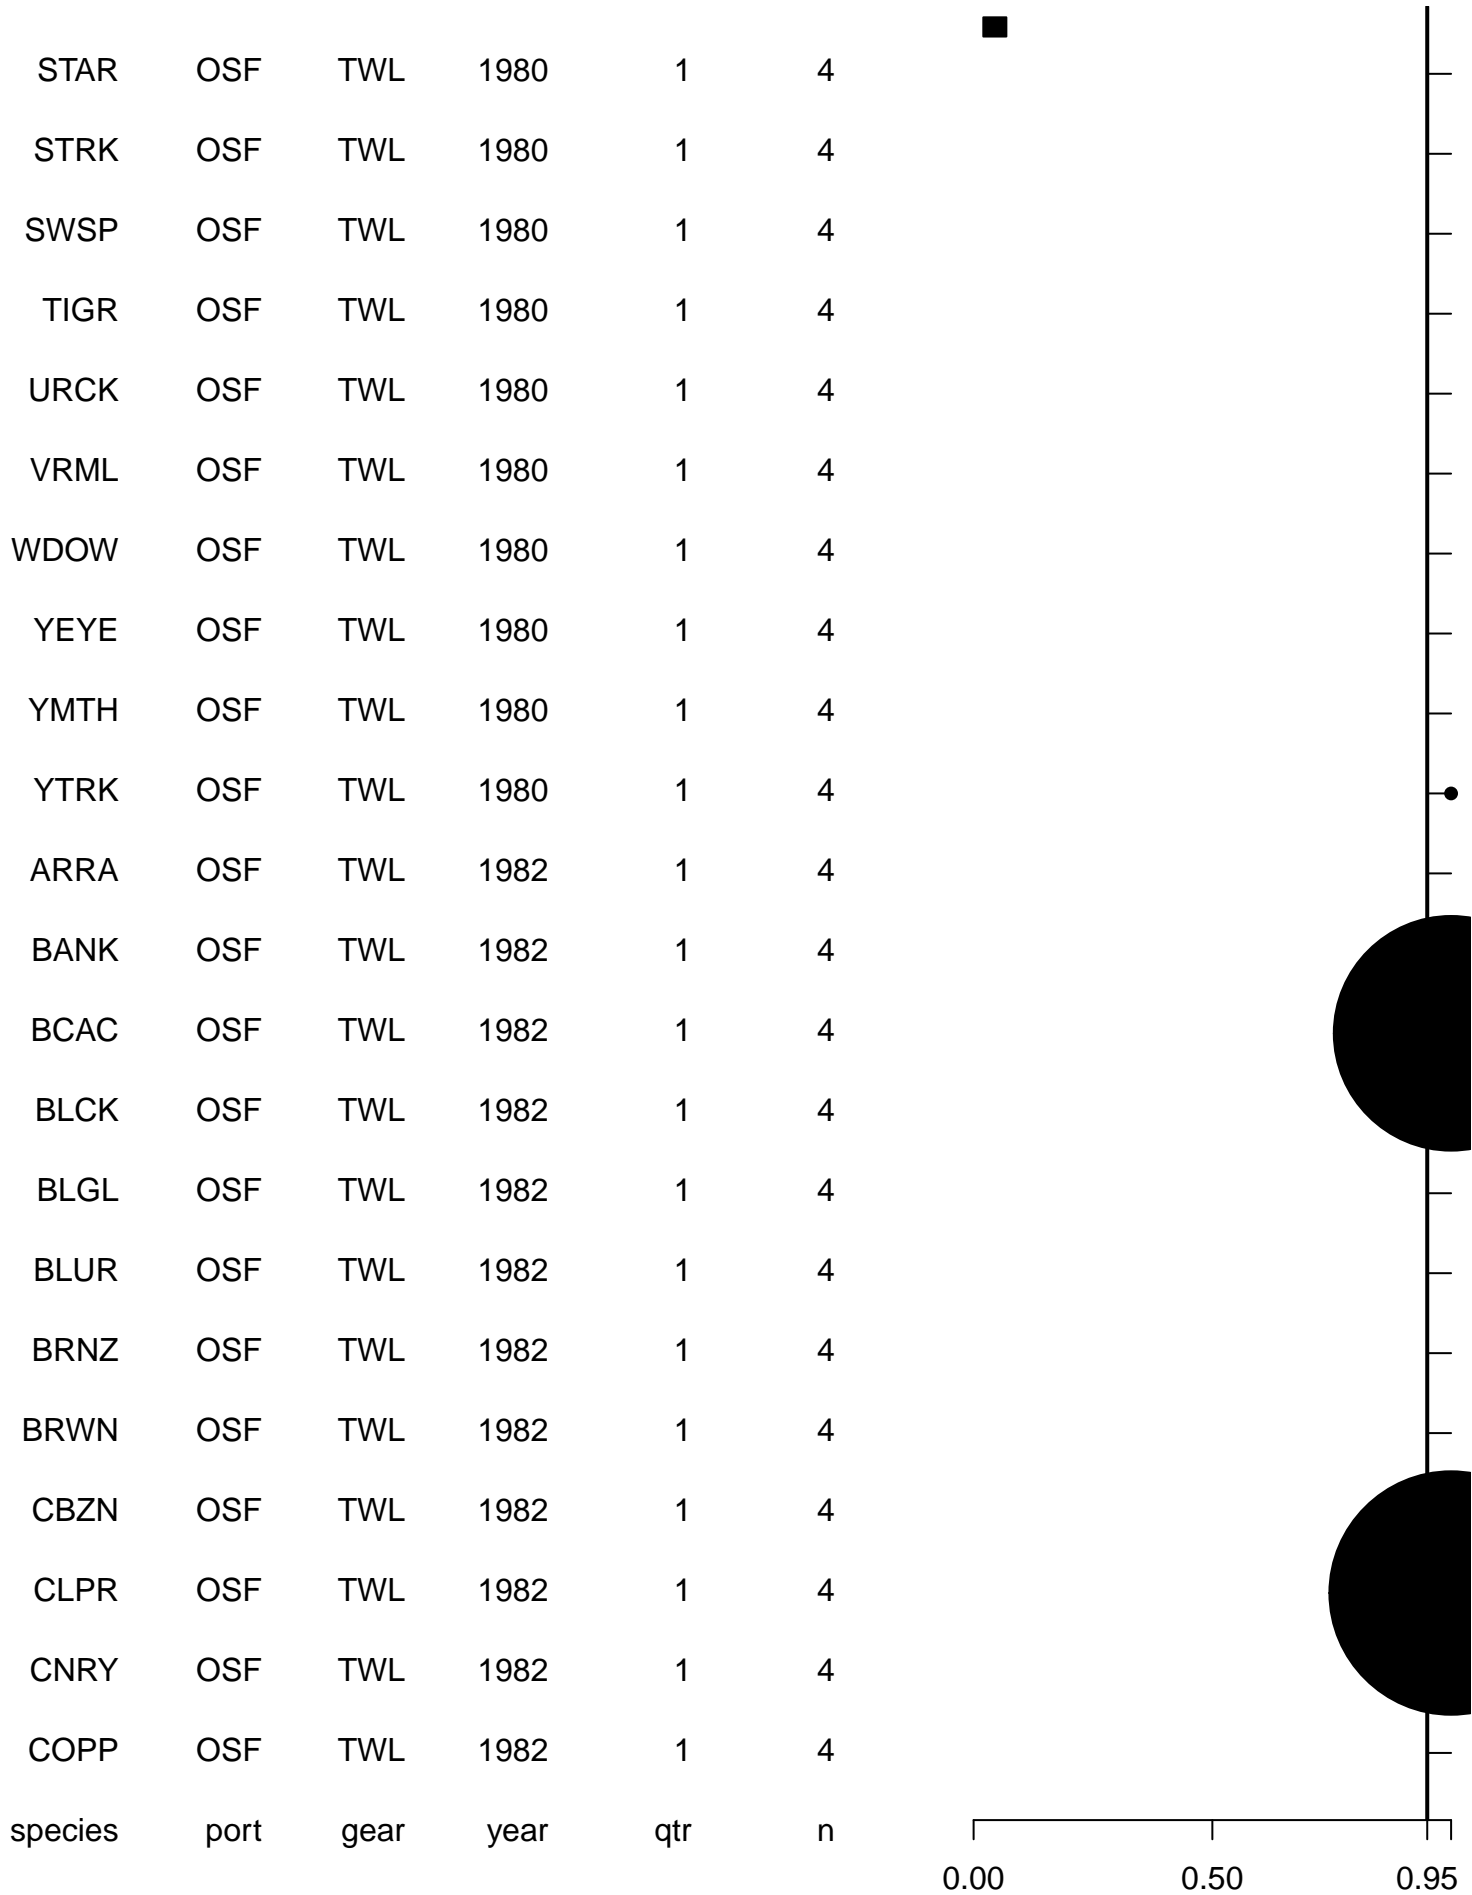 STAR OSF TWL 1980 1 4
STRK OSF TWL 1980 1 4
SWSP OSF TWL 1980 1 4
TIGR OSF TWL 1980 1 4
URCK OSF TWL 1980 1 4
VRML OSF TWL 1980 1 4
WDOW OSF TWL 1980 1 4
YEYE OSF TWL 1980 1 4
YMTH OSF TWL 1980 1 4
YTRK OSF TWL 1980 1 4
ARRA OSF TWL 1982 1 4
BANK OSF TWL 1982 1 4
BCAC OSF TWL 1982 1 4
BLCK OSF TWL 1982 1 4
BLGL OSF TWL 1982 1 4
BLUR OSF TWL 1982 1 4
BRNZ OSF TWL 1982 1 4
BRWN OSF TWL 1982 1 4
CBZN OSF TWL 1982 1 4
CLPR OSF TWL 1982 1 4
CNRY OSF TWL 1982 1 4
COPP OSF TWL 1982 1 4
species port gear year qtr n
0.00 0.50 0.95